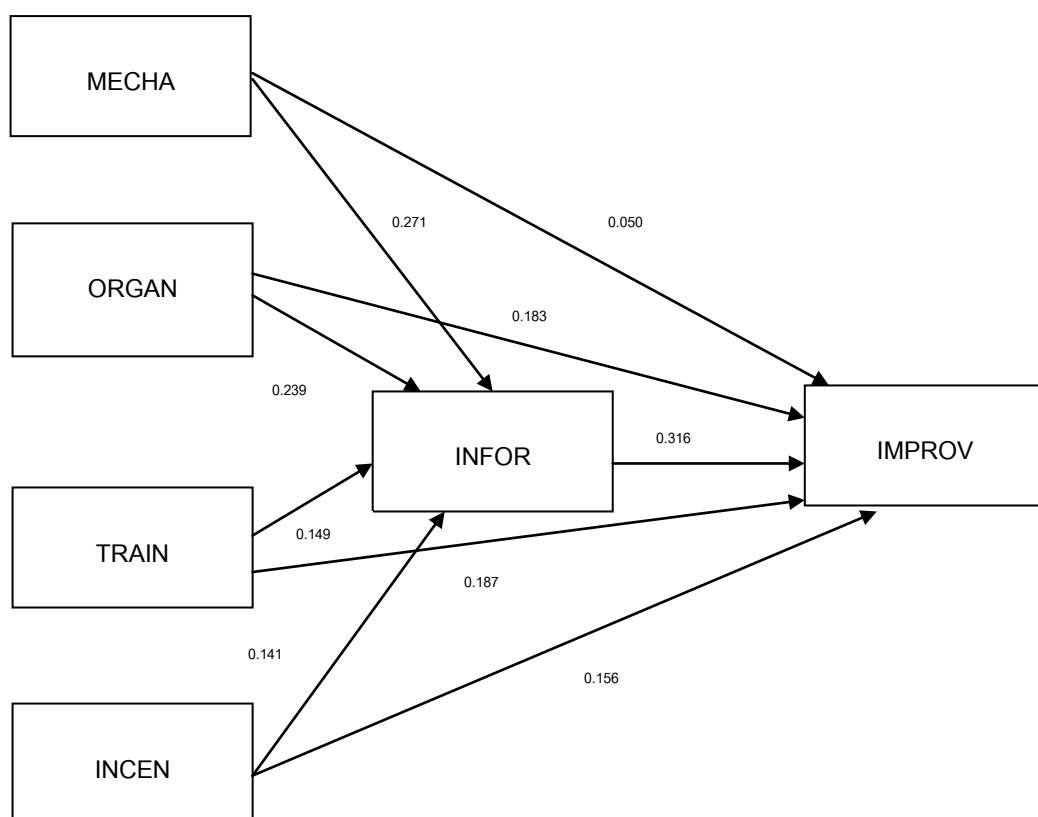 MECHA
0.271
0.050
ORGAN
0.183
0.239
0.316
INFOR
IMPROV
TRAIN
0.149
0.187
0.141
0.156
INCEN